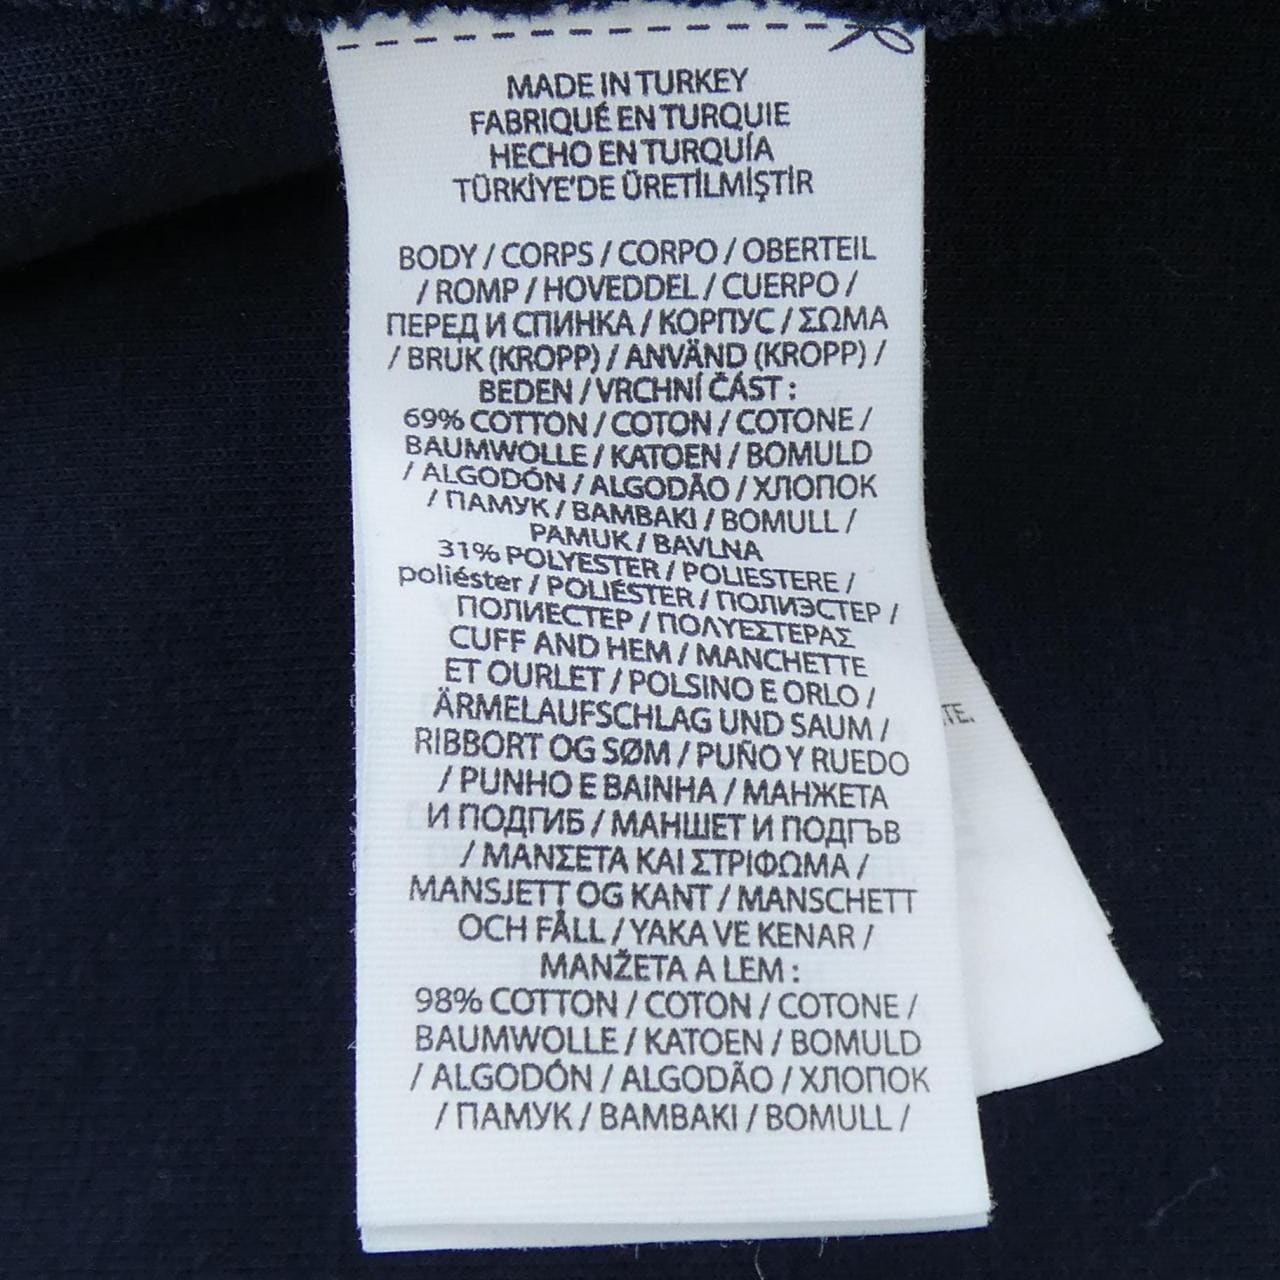 MADE IN TURKEY
FABRIQUÉ EN TURQUIE
HECHO EN TURQUÍA
TÜRKİYE'DE ÜRETİLMİŞTİR
BODY / CORPS / CORPO / OBERTEIL
/ ROMP / HOVEDDEL / CUERPO /
ПЕРЕД И СПИНКА / КОРПУС / ΣΩΜΑ
/ BRUK (KROPP) / ANVÄND (KROPP) /
BEDEN / VRCHNÍ ČÁST :
69% COTTON / COTON / COTONE /
BAUMWOLLE / KATOEN / BOMULD
/ ALGODÓN / ALGODÃO / ХЛОПОК
/ ПАМУК / BAMBAKI / BOMULL /
PAMUK / BAVLNA
31% POLYESTER / POLIESTERE /
poliéster / POLIÉSTER / ПОЛИЭСТЕР /
ПОЛИЕСТЕР / ΠΟΛΥΕΣΤΕΡΑΣ
CUFF AND HEM / MANCHETTE
ET OURLET / POLSINO E ORLO /
ÄRMELAUFSCHLAG UND SAUM /
RIBBORT OG SØM / PUÑO Y RUEDO
/ PUNHO E BAINHA / МАНЖЕТА
И ПОДГИБ / МАНШЕТ И ПОДГЪВ
/ ΜΑΝΣΕΤΑ ΚΑΙ ΣΤΡΙΦΩΜΑ /
MANSJETT OG KANT / MANSCHETT
OCH FÅLL / YAKA VE KENAR /
MANŽETA A LEM :
98% COTTON / COTON / COTONE /
BAUMWOLLE / KATOEN / BOMULD
/ ALGODÓN / ALGODÃO / ХЛОПОК
/ ПАМУК / BAMBAKI / BOMULL /